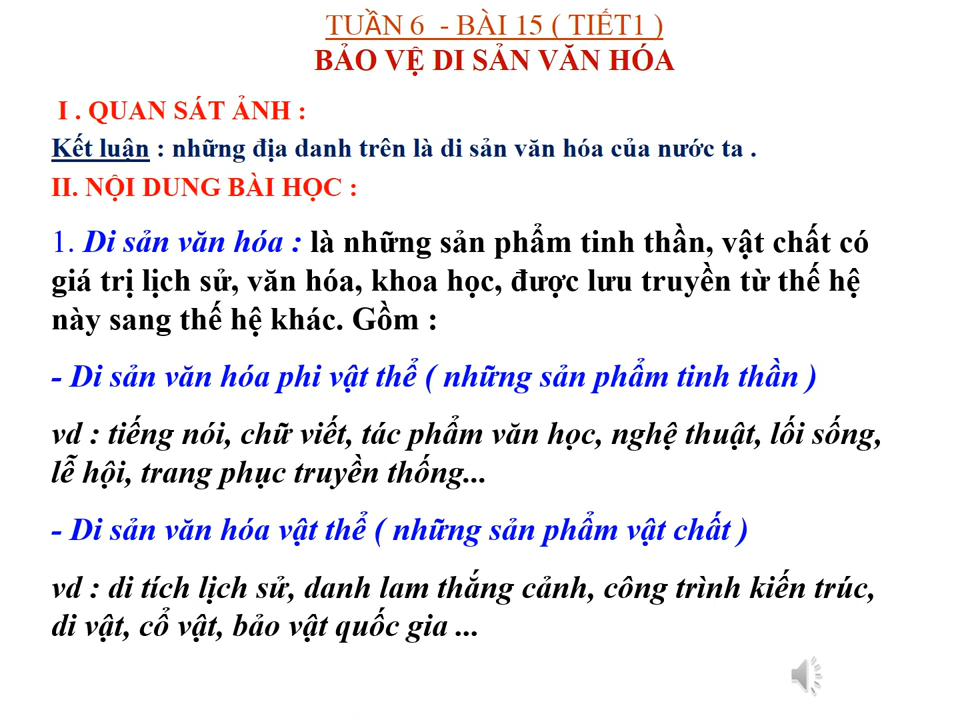 TUẦN 6 - BÀI 15 ( TIẾT1 )
BẢO VỆ DI SẢN VĂN HÓA
I . QUAN SÁT ẢNH :
Kết luận : những địa danh trên là di sản văn hóa của nước ta .
II. NỘI DUNG BÀI HỌC :
1. Di sản văn hóa : là những sản phẩm tinh thần, vật chất có
giá trị lịch sử, văn hóa, khoa học, được lưu truyền từ thế hệ
này sang thế hệ khác. Gồm :
- Di sản văn hóa phi vật thể ( những sản phẩm tinh thần )
vd : tiếng nói, chữ viết, tác phẩm văn học, nghệ thuật, lối sống,
lễ hội, trang phục truyền thống...
- Di sản văn hóa vật thể ( những sản phẩm vật chất )
vd : di tích lịch sử, danh lam thắng cảnh, công trình kiến trúc,
di vật, cổ vật, bảo vật quốc gia ...